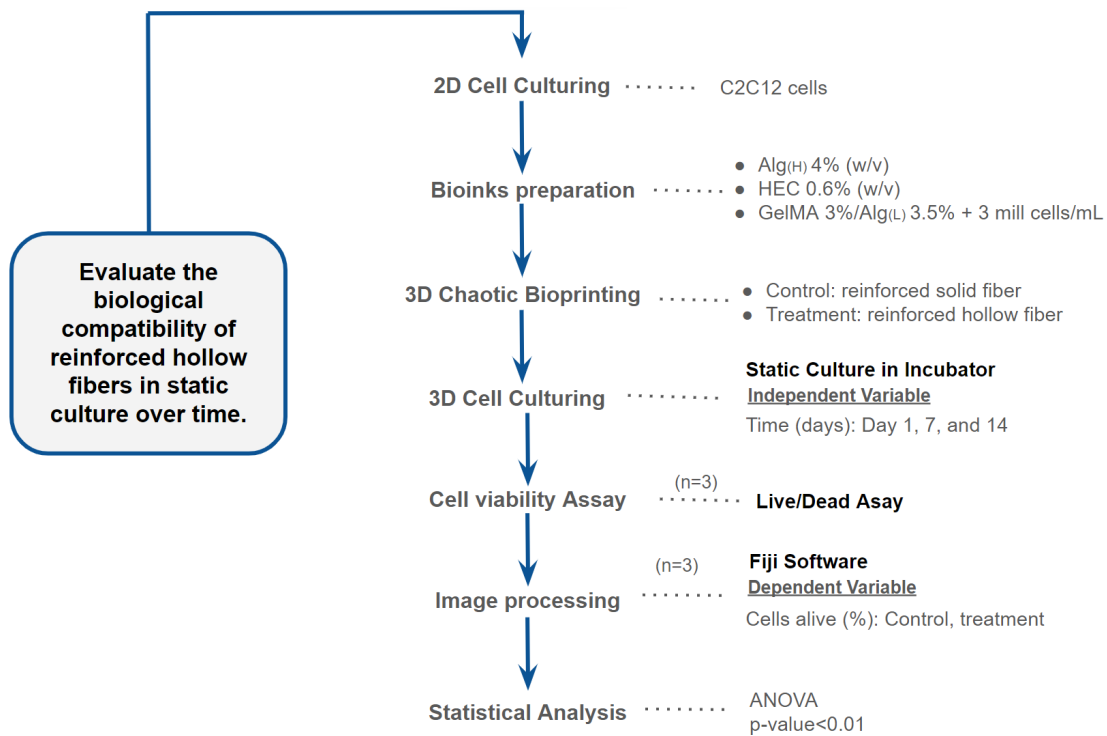 Evaluate the
biological
compatibility of
reinforced hollow
fibers in static
culture over time.
2D Cell Culturing
C2C12 cells
Bioinks preparation
● Alg(H) 4% (w/v)
● HEC 0.6% (w/v)
● GelMA 3%/Alg(L) 3.5% + 3 mill cells/mL
3D Chaotic Bioprinting
● Control: reinforced solid fiber
● Treatment: reinforced hollow fiber
3D Cell Culturing
Static Culture in Incubator
Independent Variable
Time (days): Day 1, 7, and 14
Cell viability Assay
(n=3)
Live/Dead Asay
Image processing
(n=3)
Fiji Software
Dependent Variable
Cells alive (%): Control, treatment
Statistical Analysis
ANOVA
p-value<0.01